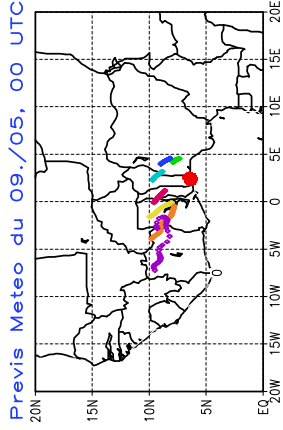 Previs Meteo du 09./05, 00 UTC
20N
15N
10N
5N
EQ
20W
15W
10W
5W
0
5E
10E
15E
20E
0